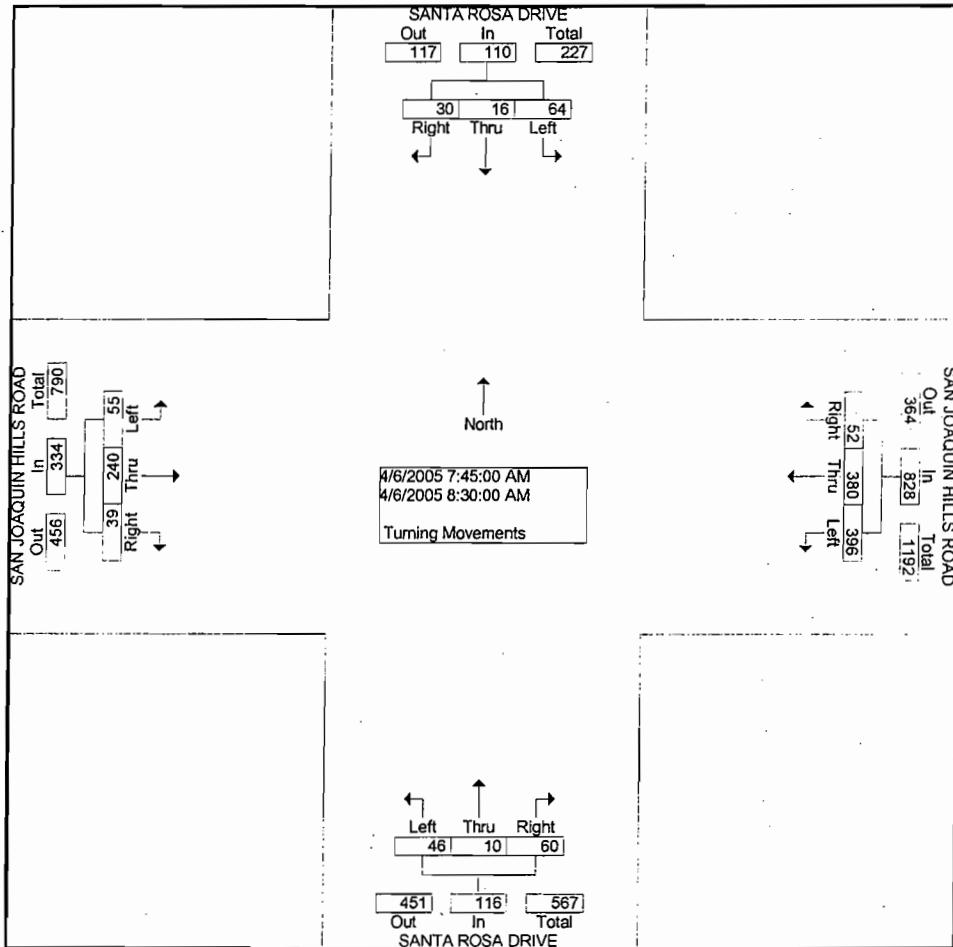 SANTA ROSA DRIVE
Out In Total
117 110 227
30 16 64
Right Thru Left
SAN JOAQUIN HILLS ROAD
Total In Out
790 334 456
55 240 39
Left Thru Right
North
4/6/2005 7:45:00 AM
4/6/2005 8:30:00 AM
Turning Movements
Right Thru Left
52 380 396
364 828 1192
Out In Total
SAN JOAQUIN HILLS ROAD
Left Thru Right
46 10 60
451 116 567
Out In Total
SANTA ROSA DRIVE